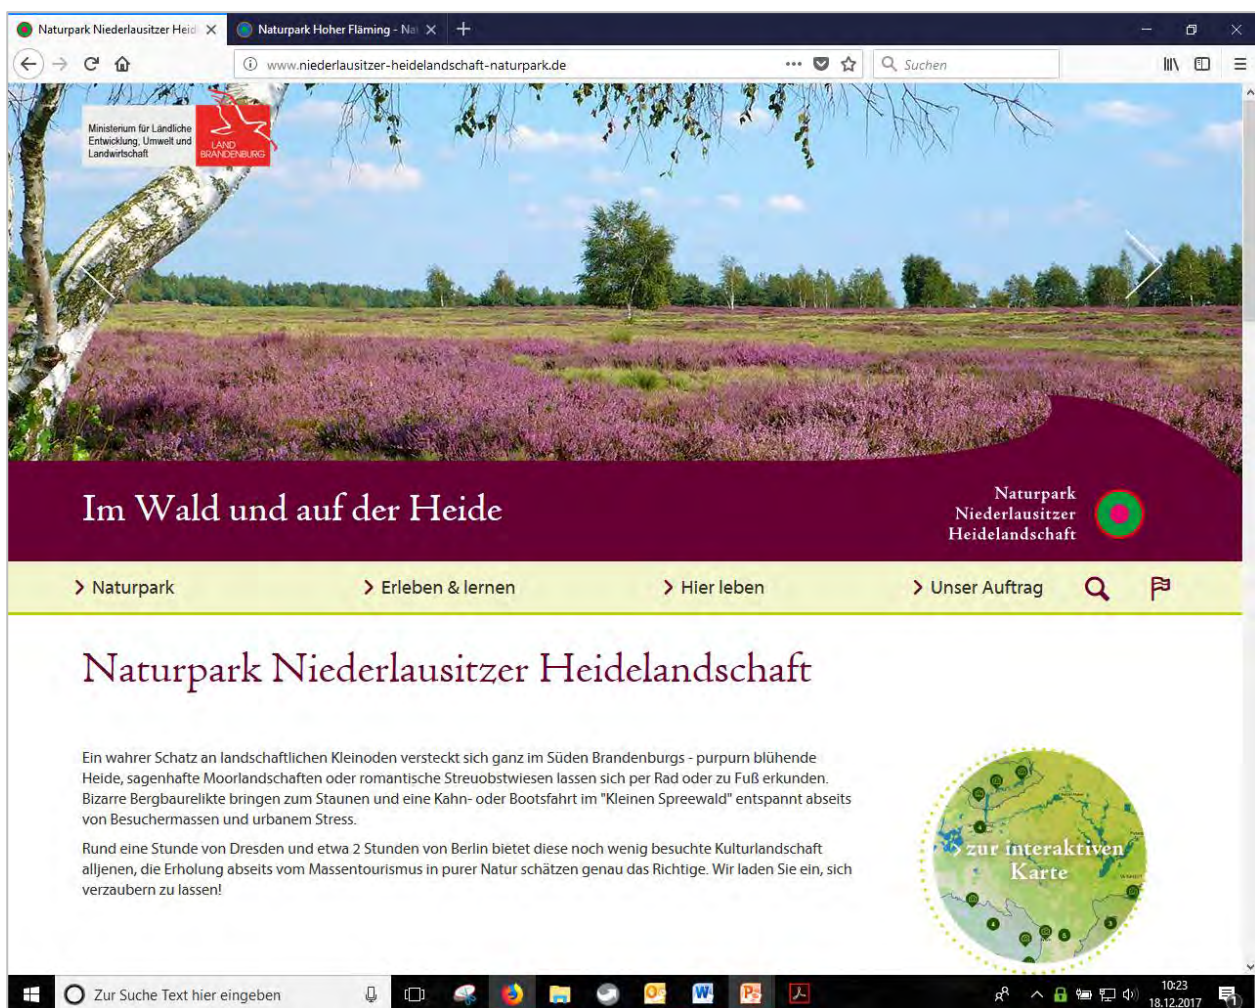 Naturpark Niederlausitzer Heid
Naturpark Hoher Fläming - Na
www.niederlausitzer-heidelandschaft-naturpark.de
Suchen
Ministerium für Ländliche
Entwicklung, Umwelt und
Landwirtschaft
LAND
BRANDENBURG
Im Wald und auf der Heide
Naturpark
Niederlausitzer
Heidelandschaft
Naturpark
Erleben & lernen
Hier leben
Unser Auftrag
Naturpark Niederlausitzer Heidelandschaft
Ein wahrer Schatz an landschaftlichen Kleinoden versteckt sich ganz im Süden Brandenburgs - purpurn blühende
Heide, sagenhafte Moorlandschaften oder romantische Streuobstwiesen lassen sich per Rad oder zu Fuß erkunden.
Bizarre Bergbaurelikte bringen zum Staunen und eine Kahn- oder Bootsfahrt im "Kleinen Spreewald" entspannt abseits
von Besuchermassen und urbanem Stress.
Rund eine Stunde von Dresden und etwa 2 Stunden von Berlin bietet diese noch wenig besuchte Kulturlandschaft
alljenen, die Erholung abseits vom Massentourismus in purer Natur schätzen genau das Richtige. Wir laden Sie ein, sich
verzaubern zu lassen!
zur interaktiven
Karte
Zur Suche Text hier eingeben
10:23
18.12.2017